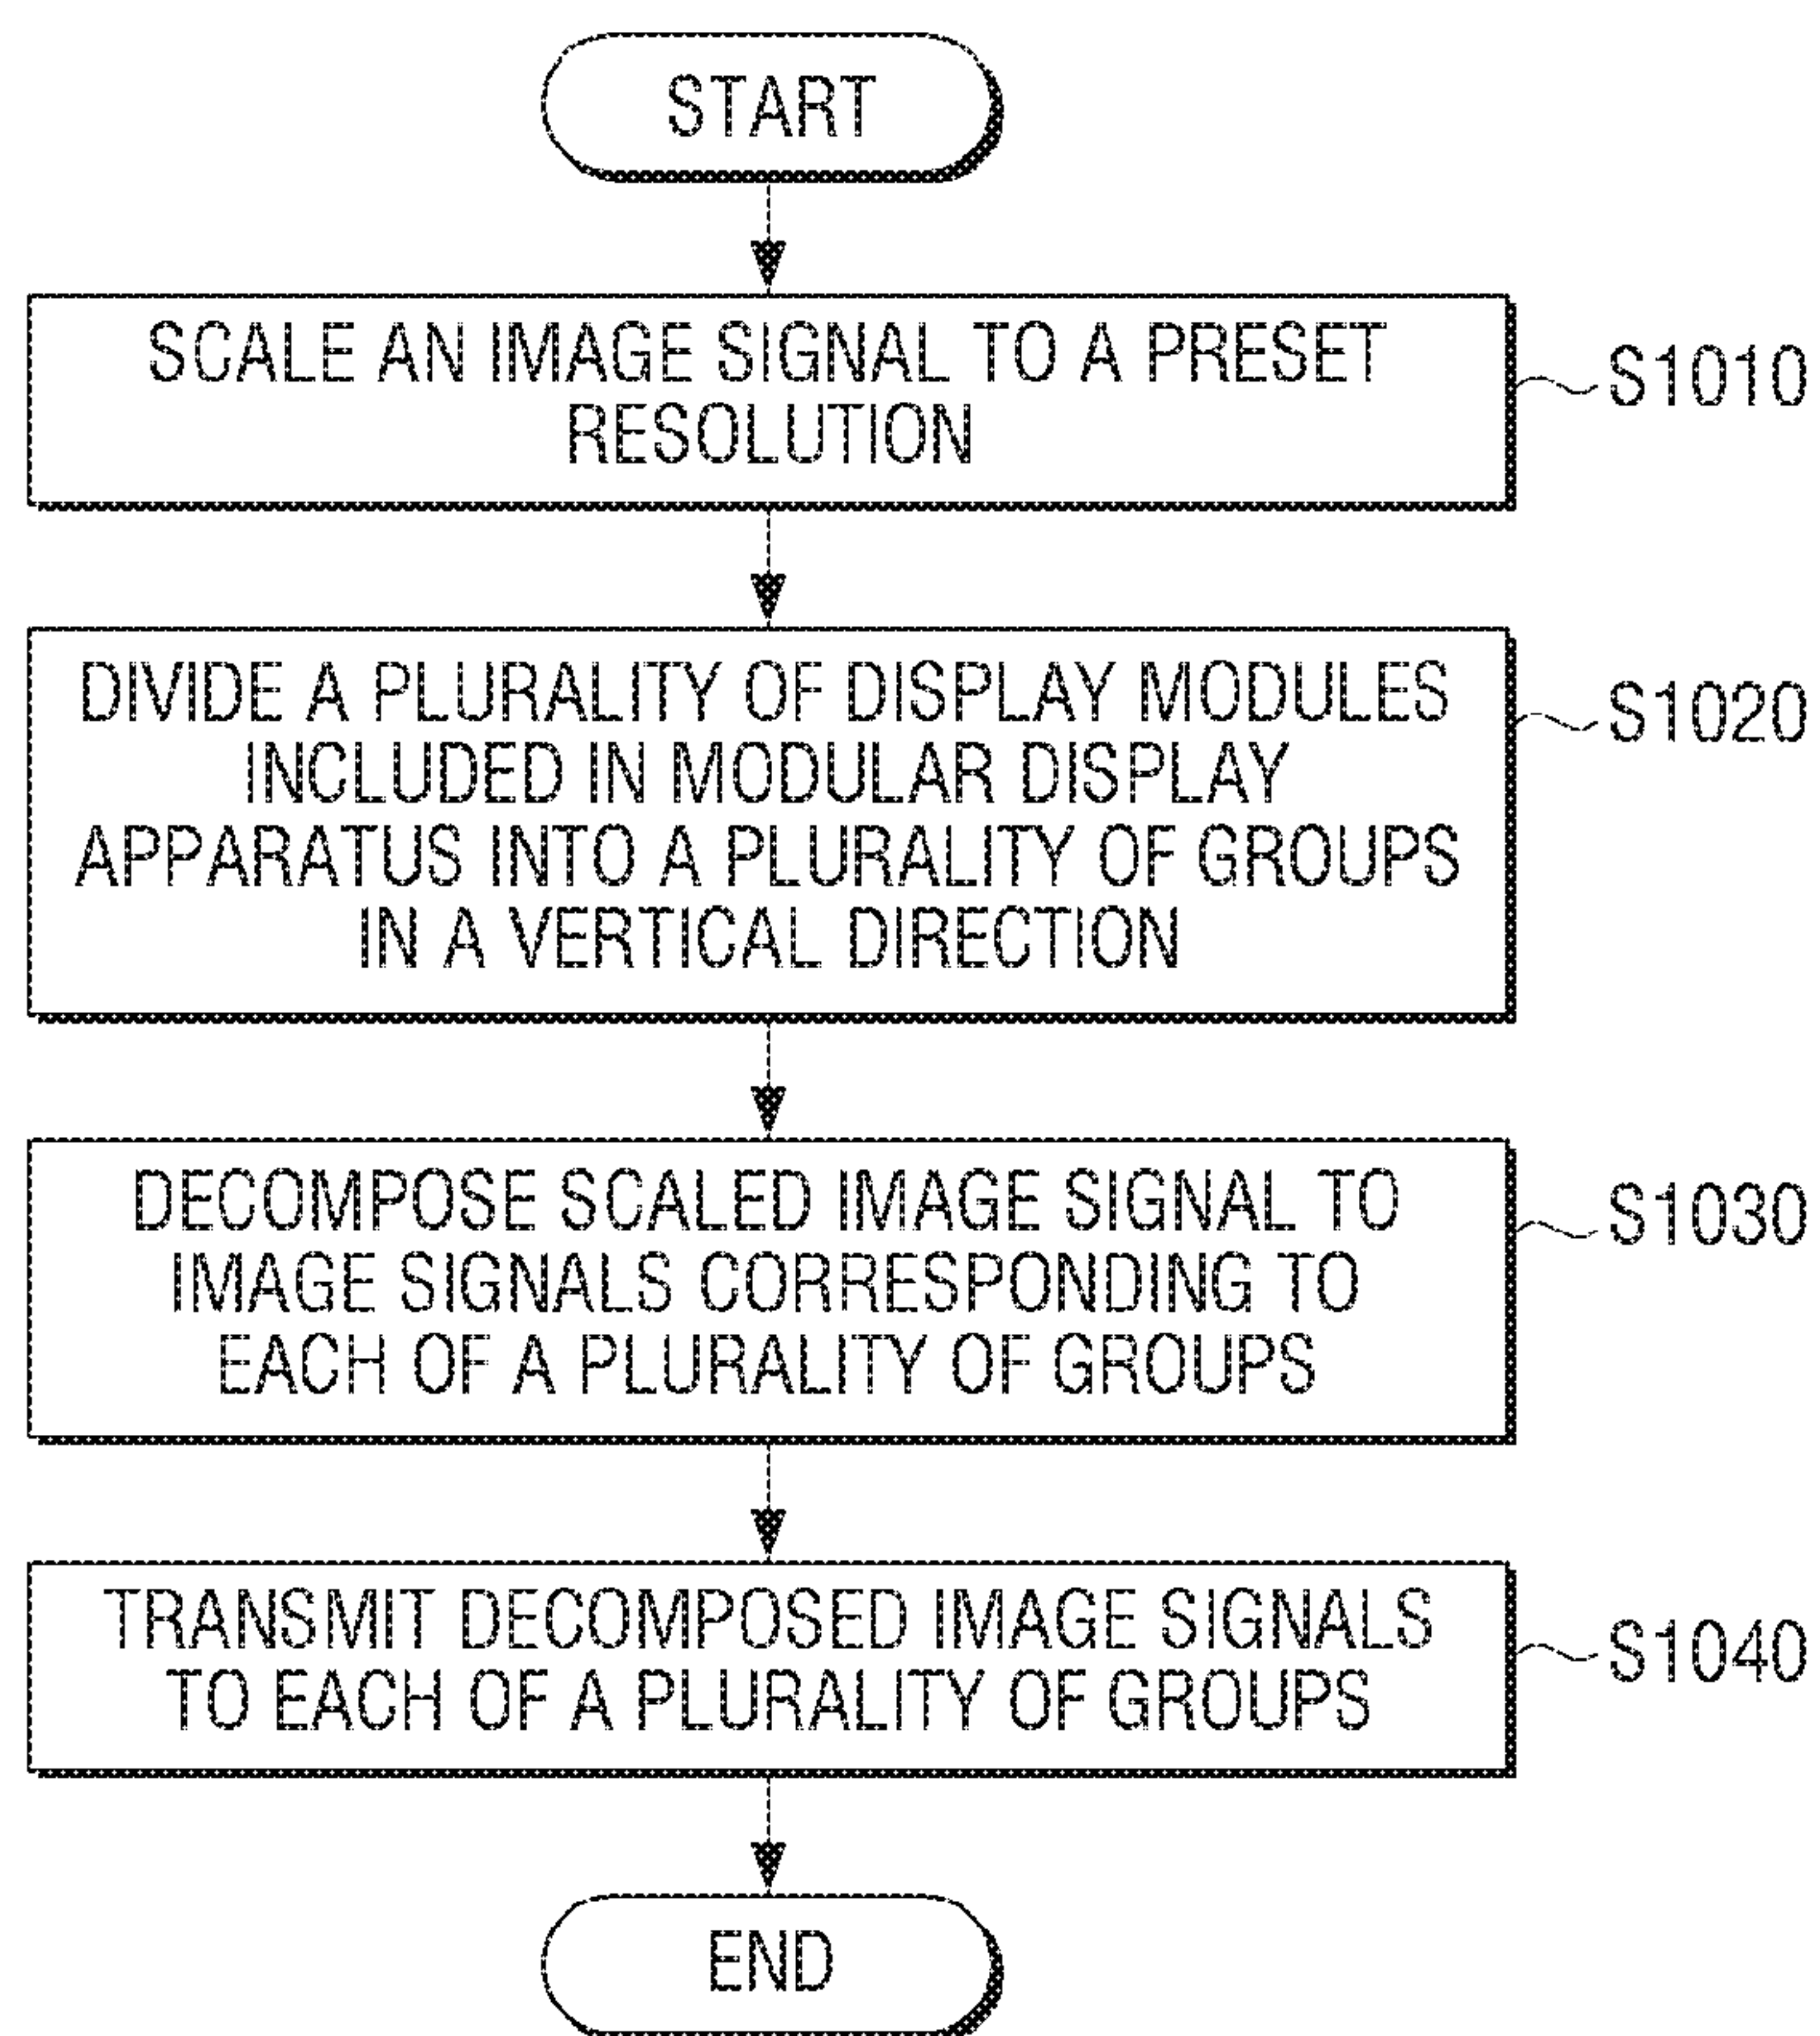 START
SCALE AN IMAGE SIGNAL TO A PRESET
RESOLUTION
S1010
DIVIDE A PLURALITY OF DISPLAY MODULES
INCLUDED IN MODULAR DISPLAY
APPARATUS INTO A PLURALITY OF GROUPS
IN A VERTICAL DIRECTION
S1020
DECOMPOSE SCALED IMAGE SIGNAL TO
IMAGE SIGNALS CORRESPONDING TO
EACH OF A PLURALITY OF GROUPS
S1030
TRANSMIT DECOMPOSED IMAGE SIGNALS
TO EACH OF A PLURALITY OF GROUPS
S1040
END